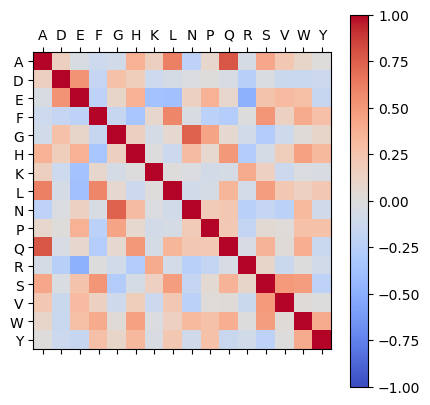 A D E F G H K L N P Q R S V W Y
A
D
E
F
G
H
K
L
N
P
Q
R
S
V
W
Y
1.00
0.75
0.50
0.25
0.00
−0.25
−0.50
−0.75
−1.00